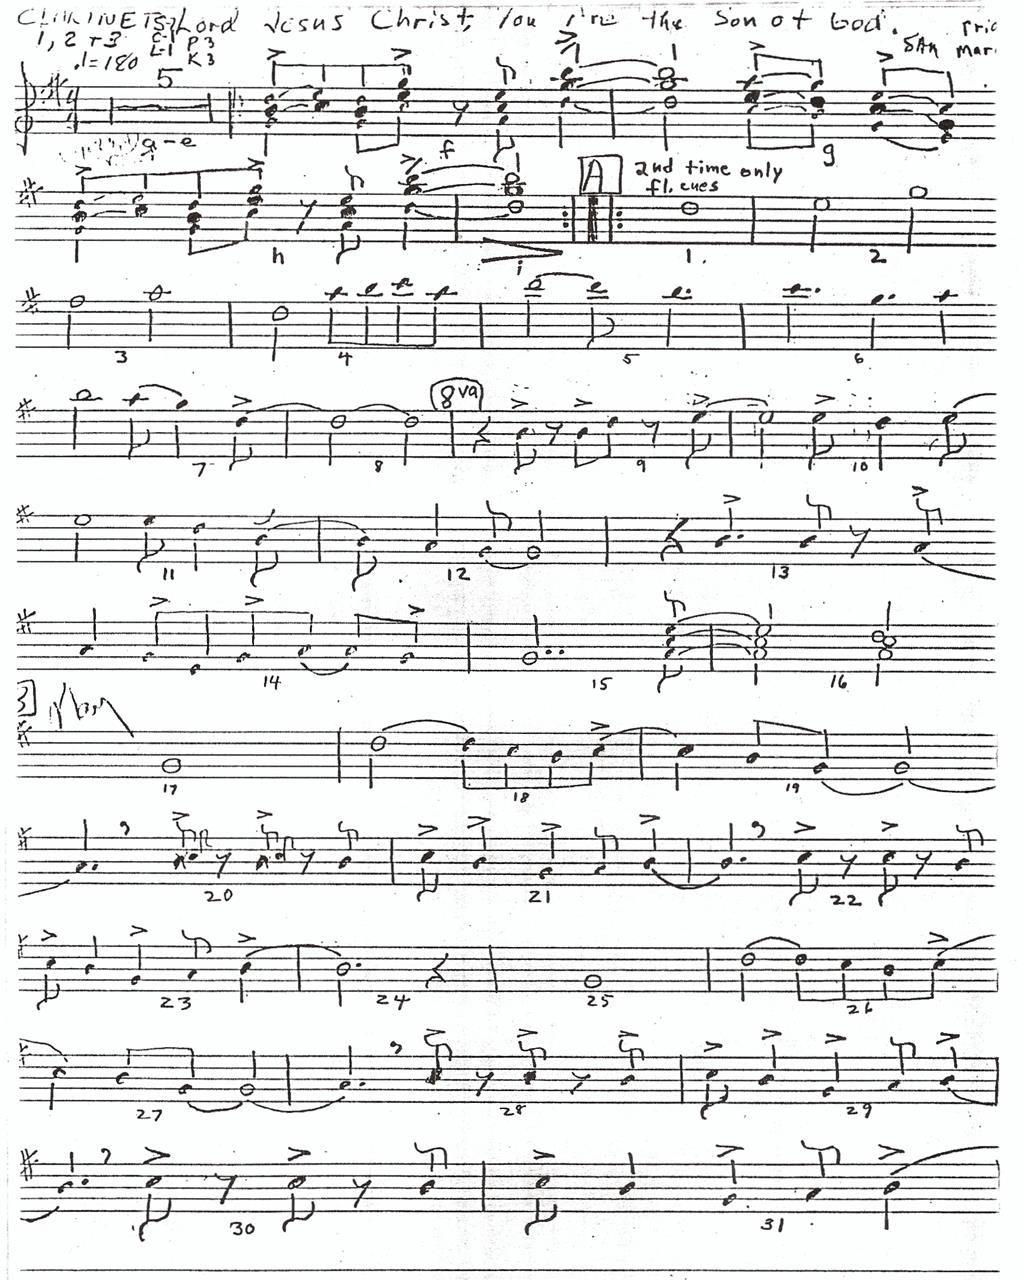 CLARINETS, Lord Jesus Christ, You are the Son of God.
1, 2 + 3 C-1 P3 SAn
♩=180 L-1 K3
5
a-e f g
A 2nd time only
fl. cues
h i 1. 2
3 4 5 6
8va
7 8 9 10
11 12 13
14 15 16
17 18 19
20 21 22
23 24 25 26
27 28 29
30 31